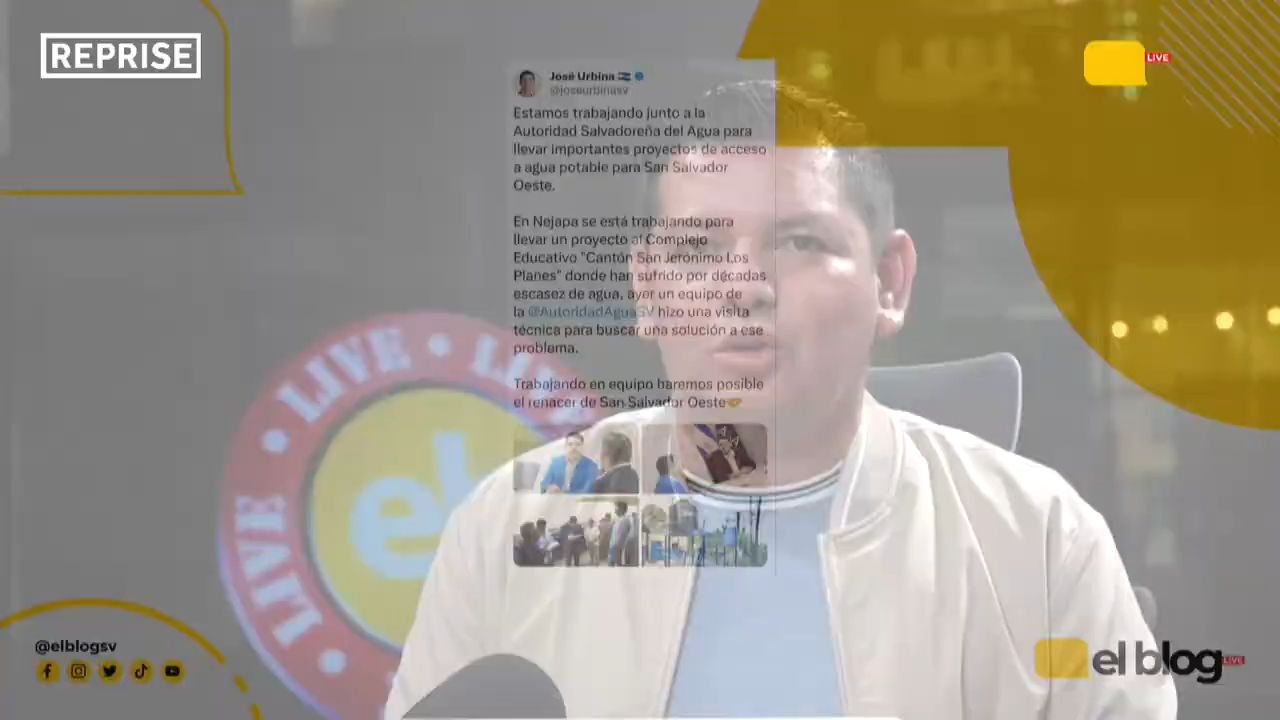 REPRISE
LIVE
José Urbina
@joseurbinasv
Estamos trabajando junto a la
Autoridad Salvadoreña del Agua para
llevar importantes proyectos de acceso
a agua potable para San Salvador
Oeste.
En Nejapa se está trabajando para
llevar un proyecto al Complejo
Educativo "Cantón San Jerónimo Los
Planes" donde han sufrido por décadas
escasez de agua, ayer un equipo de
la @AutoridadAguaSV hizo una visita
técnica para buscar una solución a ese
problema.
Trabajando en equipo haremos posible
el renacer de San Salvador Oeste
LIVE • LIVE
LIVE
el
@elblogsv
el blog LIVE